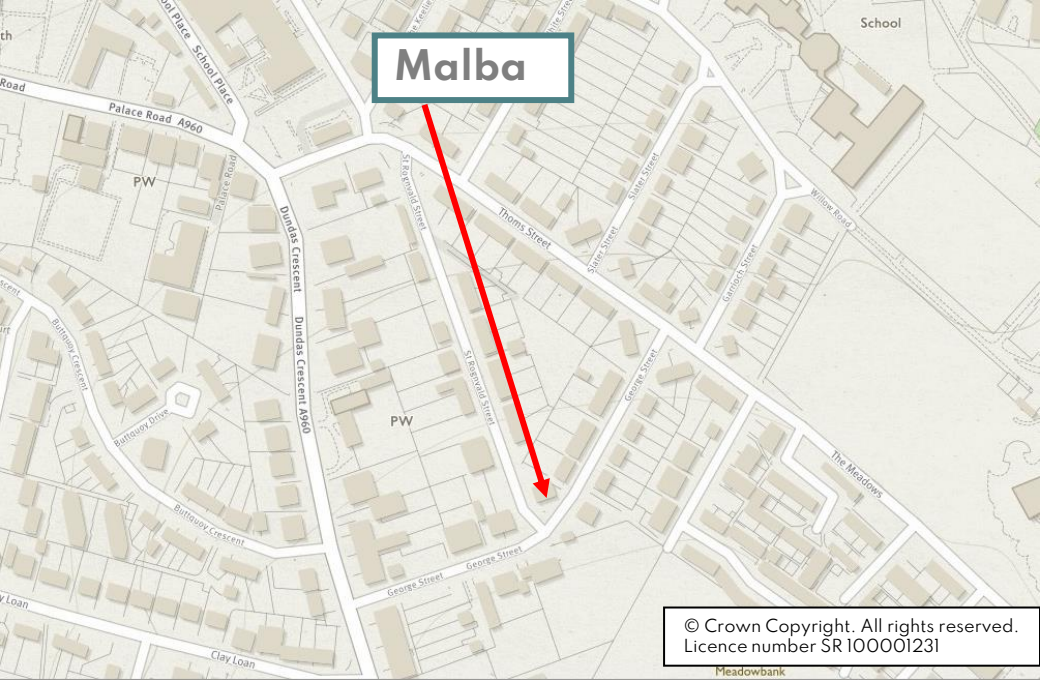 School
Malba
School Place
School Place
Road
Palace Road A960
PW
Palace Road
St Rognvald Street
Thoms Street
Slater Street
Slater Street
Willow Road
Garrioch Street
Dundas Crescent
Dundas Crescent A960
Buttquoy Crescent
Buttquoy Drive
St Rognvald Street
George Street
PW
The Meadows
Buttquoy Crescent
George Street
George Street
Clay Loan
© Crown Copyright. All rights reserved.
Licence number SR 100001231
Meadowbank